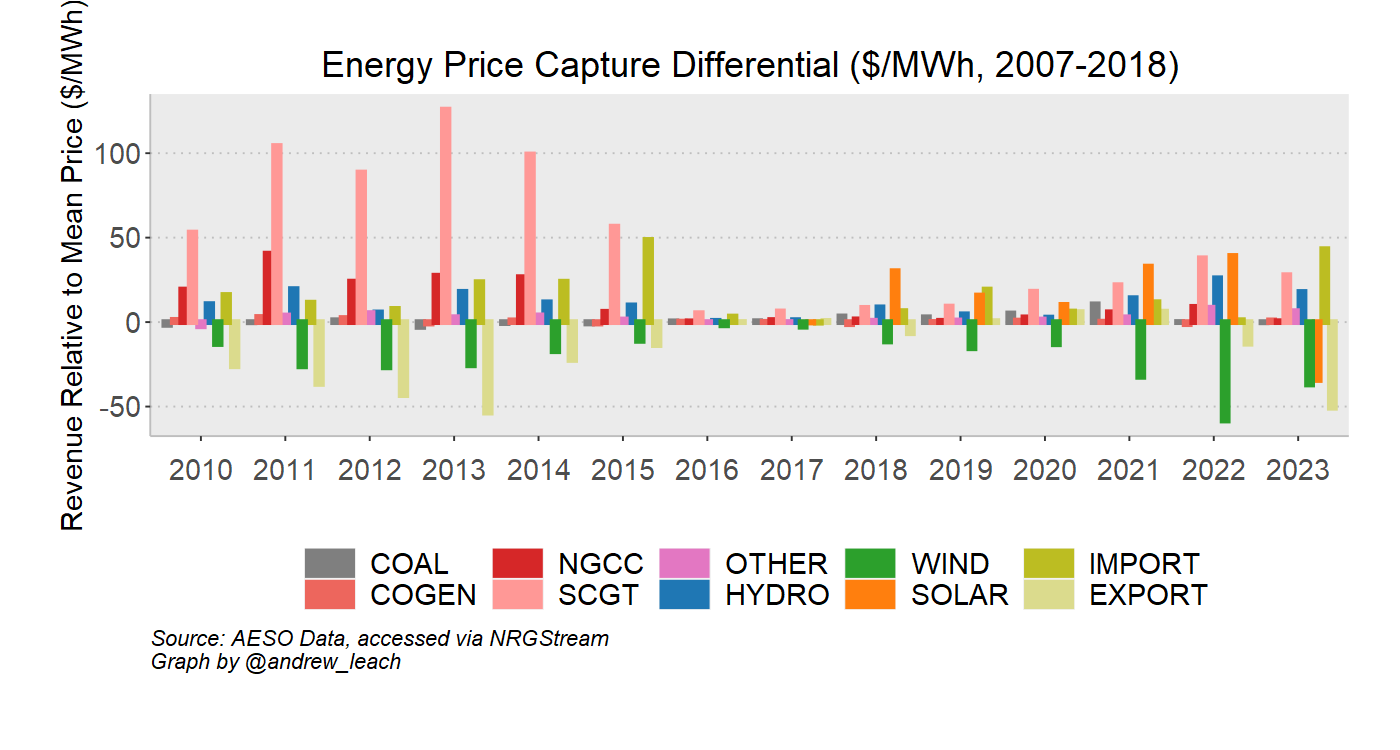 Energy Price Capture Differential ($/MWh, 2007-2018)
Revenue Relative to Mean Price ($/MWh)
100
50
0
-50
2010 2011 2012 2013 2014 2015 2016 2017 2018 2019 2020 2021 2022 2023
COAL NGCC OTHER WIND IMPORT
COGEN SCGT HYDRO SOLAR EXPORT
Source: AESO Data, accessed via NRGStream
Graph by @andrew_leach